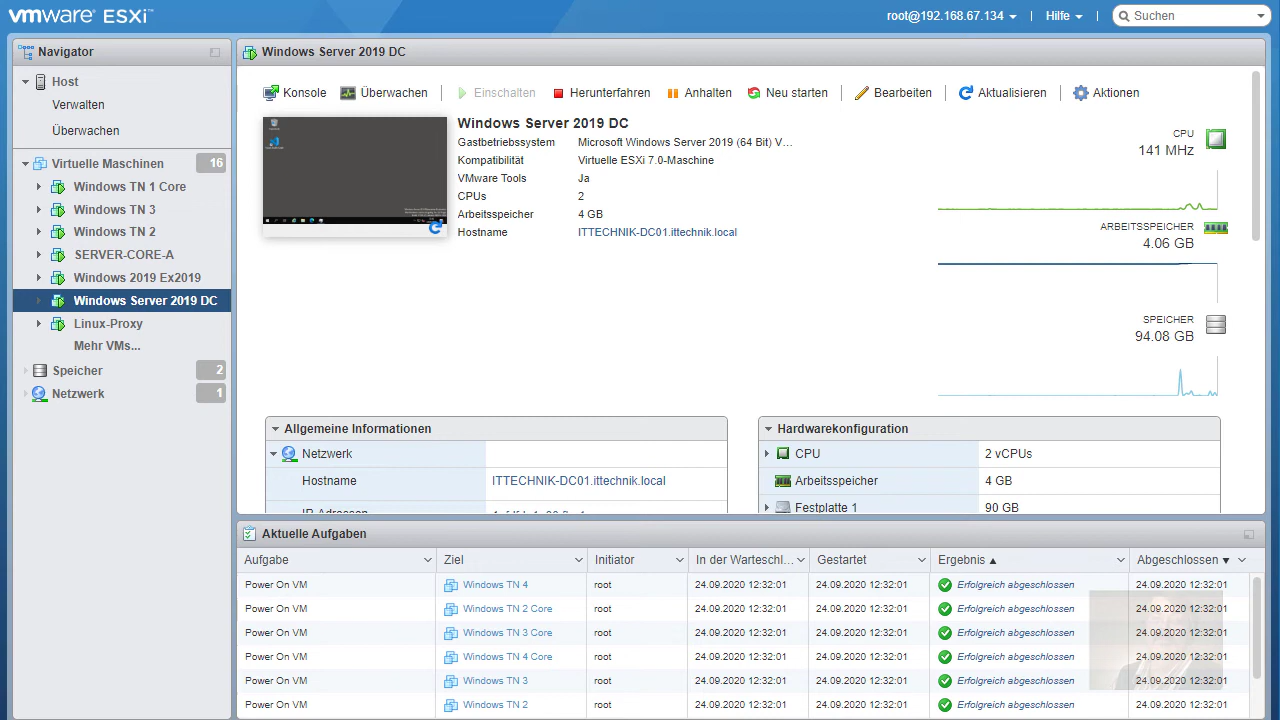 vmware ESXi™
root@192.168.67.134
Hilfe
Suchen
Navigator
Host
Verwalten
Überwachen
Virtuelle Maschinen 16
Windows TN 1 Core
Windows TN 3
Windows TN 2
SERVER-CORE-A
Windows 2019 Ex2019
Windows Server 2019 DC
Linux-Proxy
Mehr VMs...
Speicher 2
Netzwerk 1
Windows Server 2019 DC
Konsole Überwachen Einschalten Herunterfahren Anhalten Neu starten Bearbeiten Aktualisieren Aktionen
Windows Server 2019 DC
Gastbetriebssystem Microsoft Windows Server 2019 (64 Bit) V…
Kompatibilität Virtuelle ESXi 7.0-Maschine
VMware Tools Ja
CPUs 2
Arbeitsspeicher 4 GB
Hostname ITTECHNIK-DC01.ittechnik.local
CPU
141 MHz
ARBEITSSPEICHER
4.06 GB
SPEICHER
94.08 GB
Allgemeine Informationen
Netzwerk
Hostname ITTECHNIK-DC01.ittechnik.local
Hardwarekonfiguration
CPU 2 vCPUs
Arbeitsspeicher 4 GB
Festplatte 1 90 GB
Aktuelle Aufgaben
Aufgabe Ziel Initiator In der Warteschl... Gestartet Ergebnis Abgeschlossen
Power On VM Windows TN 4 root 24.09.2020 12:32:01 24.09.2020 12:32:01 Erfolgreich abgeschlossen 24.09.2020 12:32:01
Power On VM Windows TN 2 Core root 24.09.2020 12:32:01 24.09.2020 12:32:01 Erfolgreich abgeschlossen 24.09.2020 12:32:01
Power On VM Windows TN 3 Core root 24.09.2020 12:32:01 24.09.2020 12:32:01 Erfolgreich abgeschlossen 24.09.2020 12:32:01
Power On VM Windows TN 4 Core root 24.09.2020 12:32:01 24.09.2020 12:32:01 Erfolgreich abgeschlossen 24.09.2020 12:32:01
Power On VM Windows TN 3 root 24.09.2020 12:32:01 24.09.2020 12:32:01 Erfolgreich abgeschlossen 24.09.2020 12:32:01
Power On VM Windows TN 2 root 24.09.2020 12:32:01 24.09.2020 12:32:01 Erfolgreich abgeschlossen 24.09.2020 12:32:01